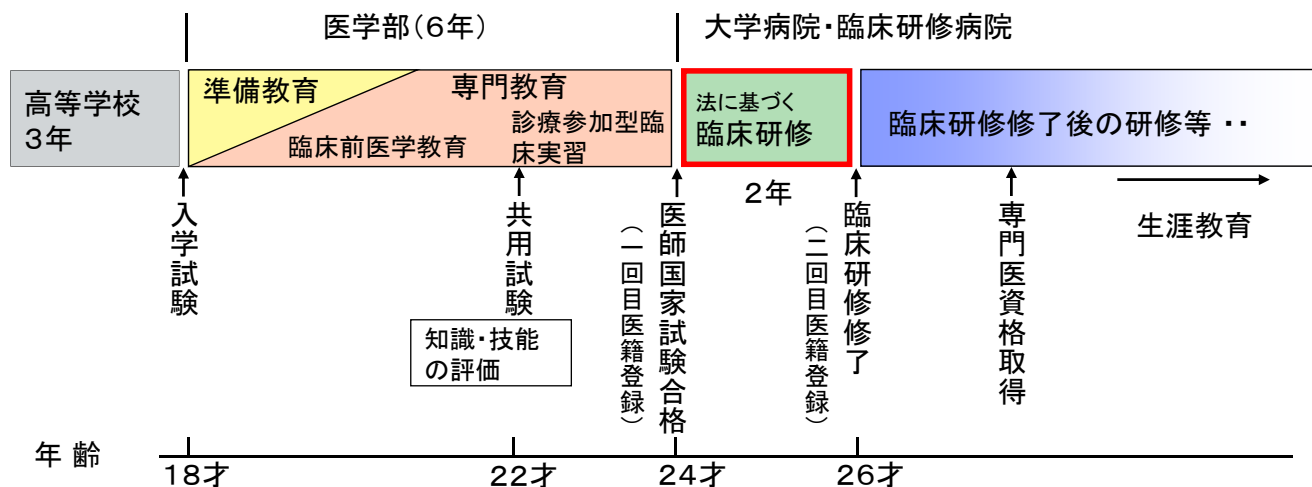 医学部(6年)
大学病院・臨床研修病院
高等学校
3年
準備教育
専門教育
臨床前医学教育
診療参加型臨
床実習
法に基づく
臨床研修
臨床研修修了後の研修等 ・・
2年
生涯教育
入学試験
共用試験
知識・技能
の評価
(一回目医籍登録)
医師国家試験合格
(二回目医籍登録)
臨床研修修了
専門医資格取得
年 齢
18才
22才
24才
26才